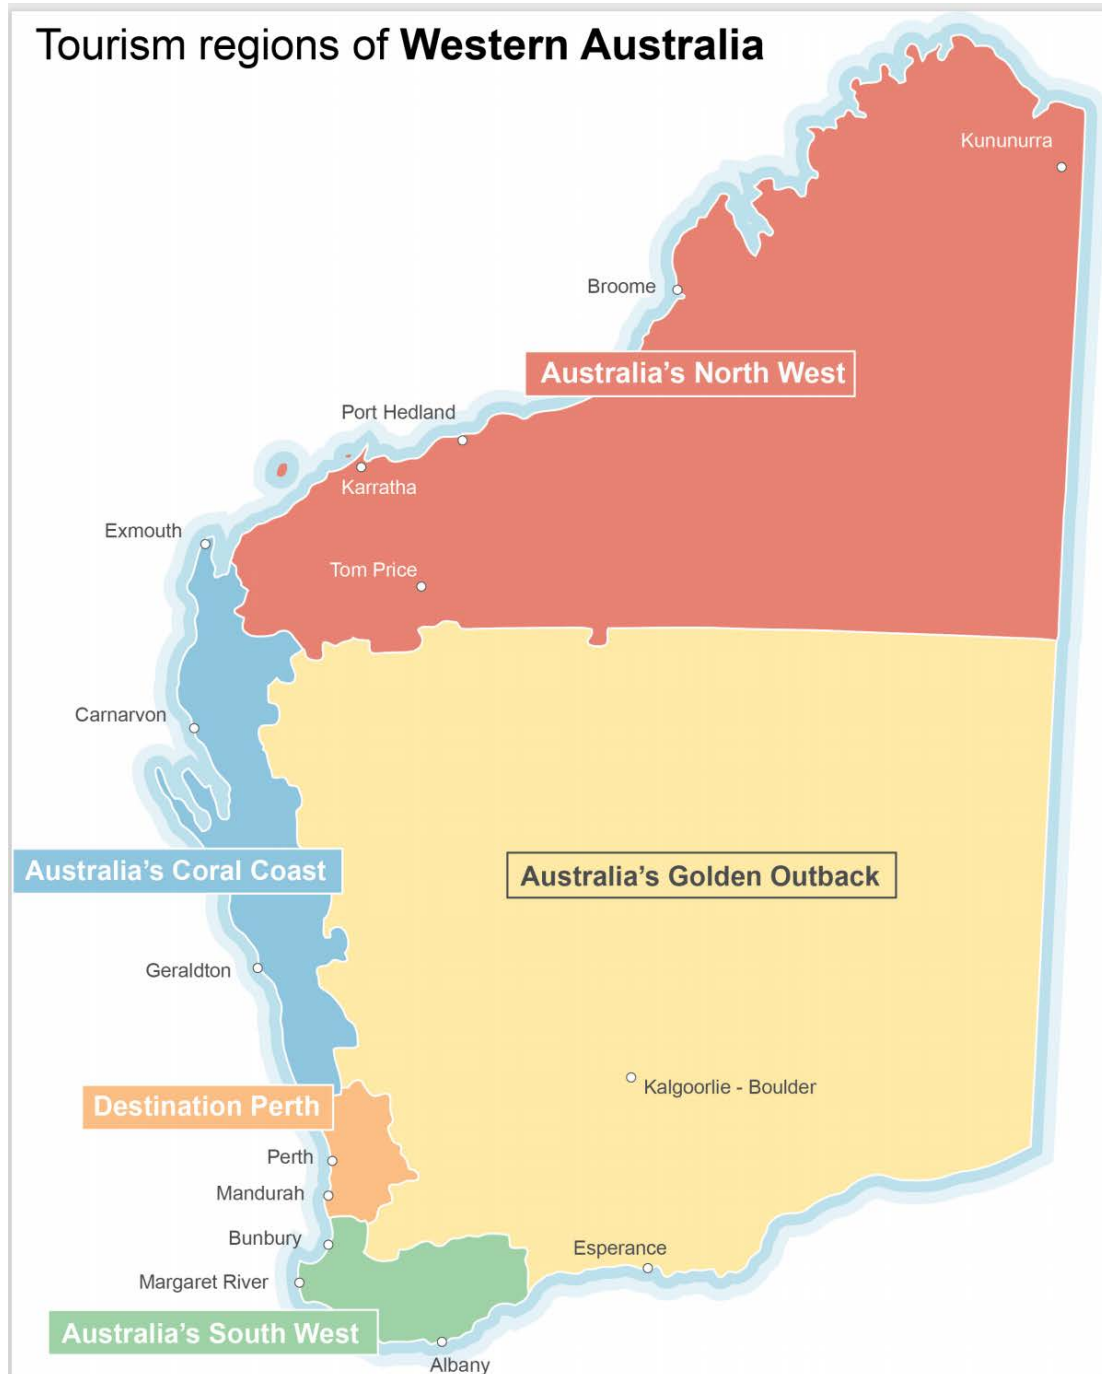 Tourism regions of Western Australia
Kununurra
Broome
Australia's North West
Port Hedland
Karratha
Exmouth
Tom Price
Carnarvon
Australia's Coral Coast
Australia's Golden Outback
Geraldton
Kalgoorlie - Boulder
Destination Perth
Perth
Mandurah
Bunbury
Esperance
Margaret River
Australia's South West
Albany